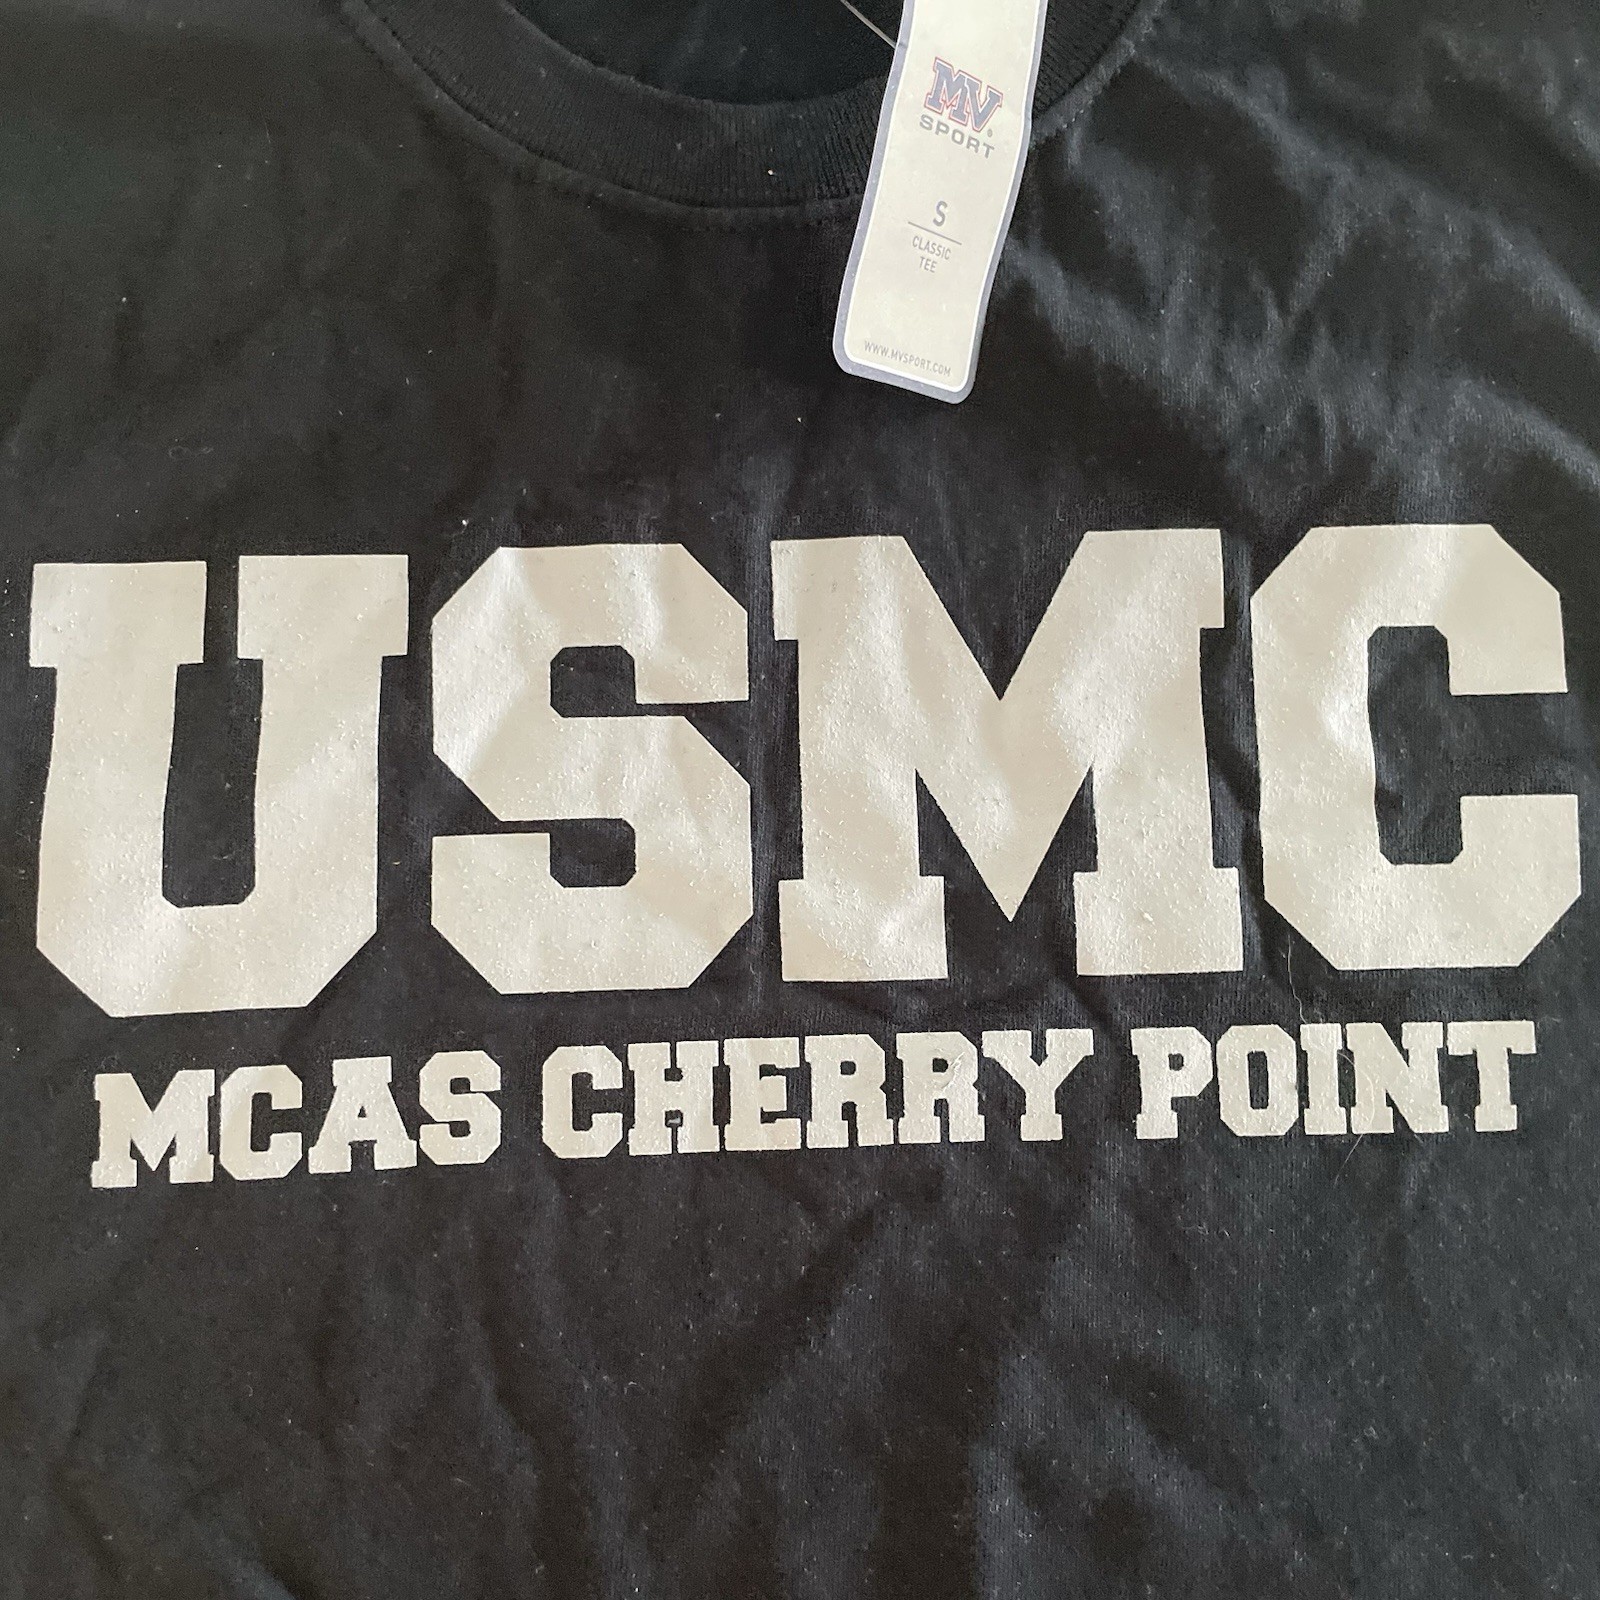 MV
SPORT
S
CLASSIC
TEE
WWW.MVSPORT.COM
USMC
MCAS CHERRY POINT